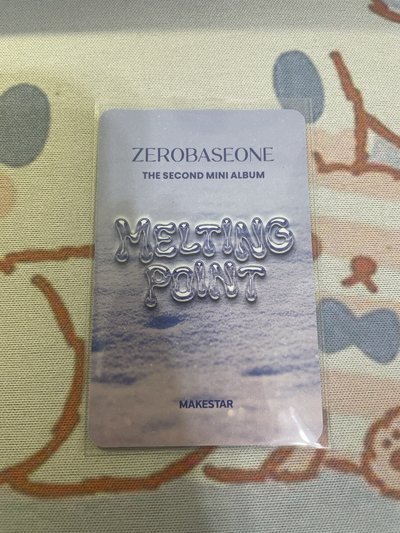 ZEROBASEONE
THE SECOND MINI ALBUM
MELTING
POINT
MAKESTAR